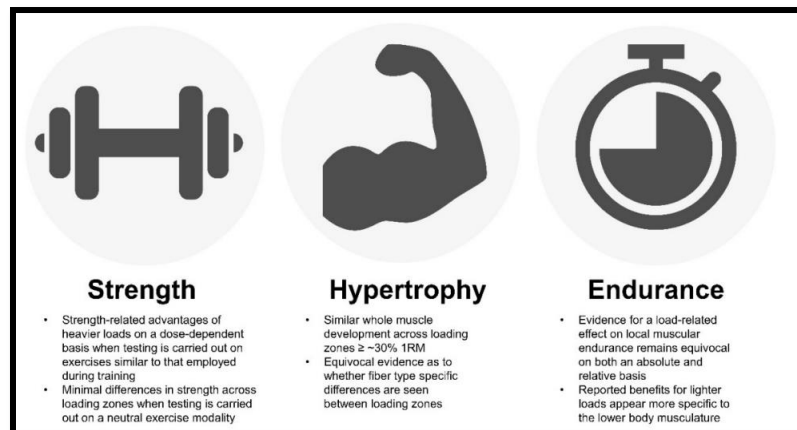 Strength
• Strength-related advantages of
heavier loads on a dose-dependent
basis when testing is carried out on
exercises similar to that employed
during training
• Minimal differences in strength across
loading zones when testing is carried
out on a neutral exercise modality
Hypertrophy
• Similar whole muscle
development across loading
zones ≥ ~30% 1RM
• Equivocal evidence as to
whether fiber type specific
differences are seen
between loading zones
Endurance
• Evidence for a load-related
effect on local muscular
endurance remains equivocal
on both an absolute and
relative basis
• Reported benefits for lighter
loads appear more specific to
the lower body musculature